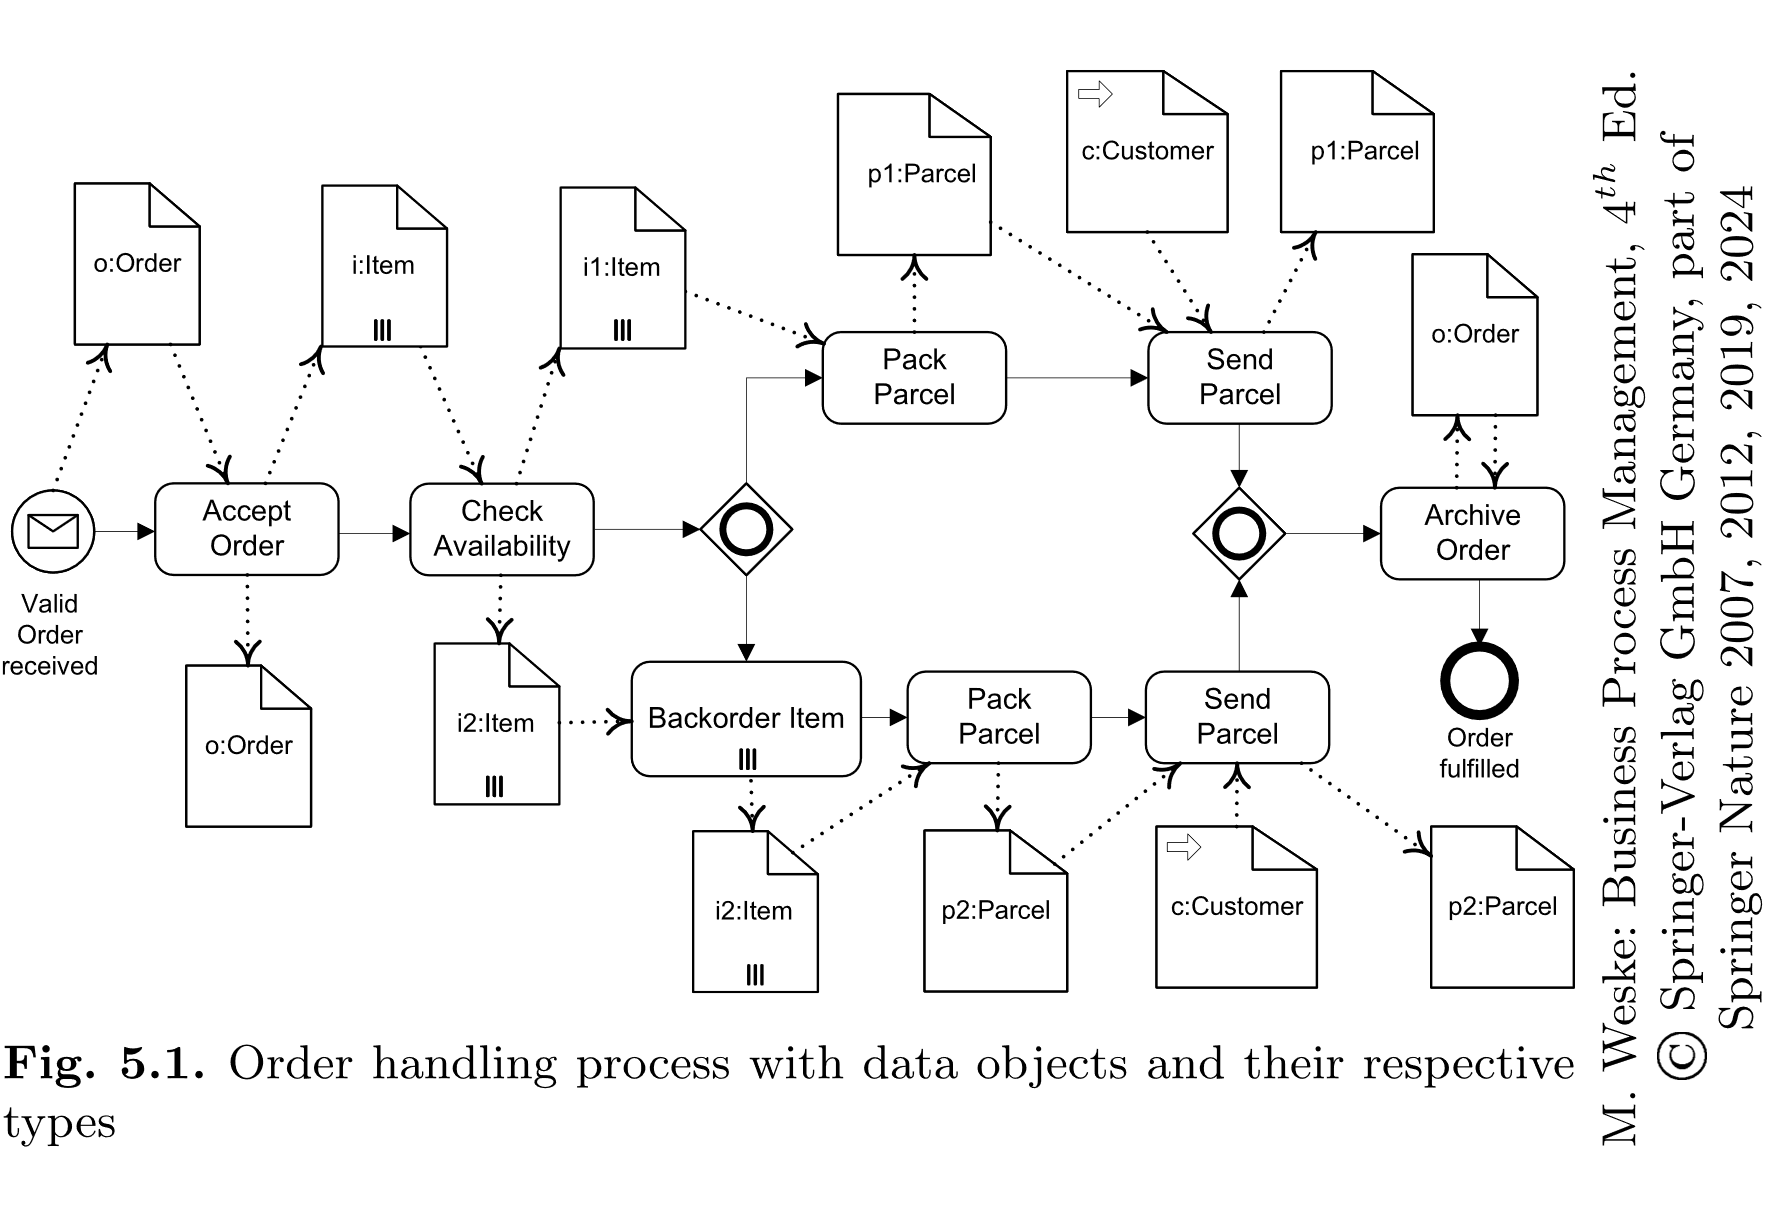 p1:Parcel
c:Customer
p1:Parcel
o:Order
i:Item
i1:Item
o:Order
Pack
Parcel
Send
Parcel
Accept
Order
Check
Availability
Archive
Order
Valid
Order
received
o:Order
i2:Item
Backorder Item
Pack
Parcel
Send
Parcel
Order
fulfilled
i2:Item
p2:Parcel
c:Customer
p2:Parcel
Fig. 5.1. Order handling process with data objects and their respective
types
M. Weske: Business Process Management, 4th Ed.
© Springer-Verlag GmbH Germany, part of
Springer Nature 2007, 2012, 2019, 2024